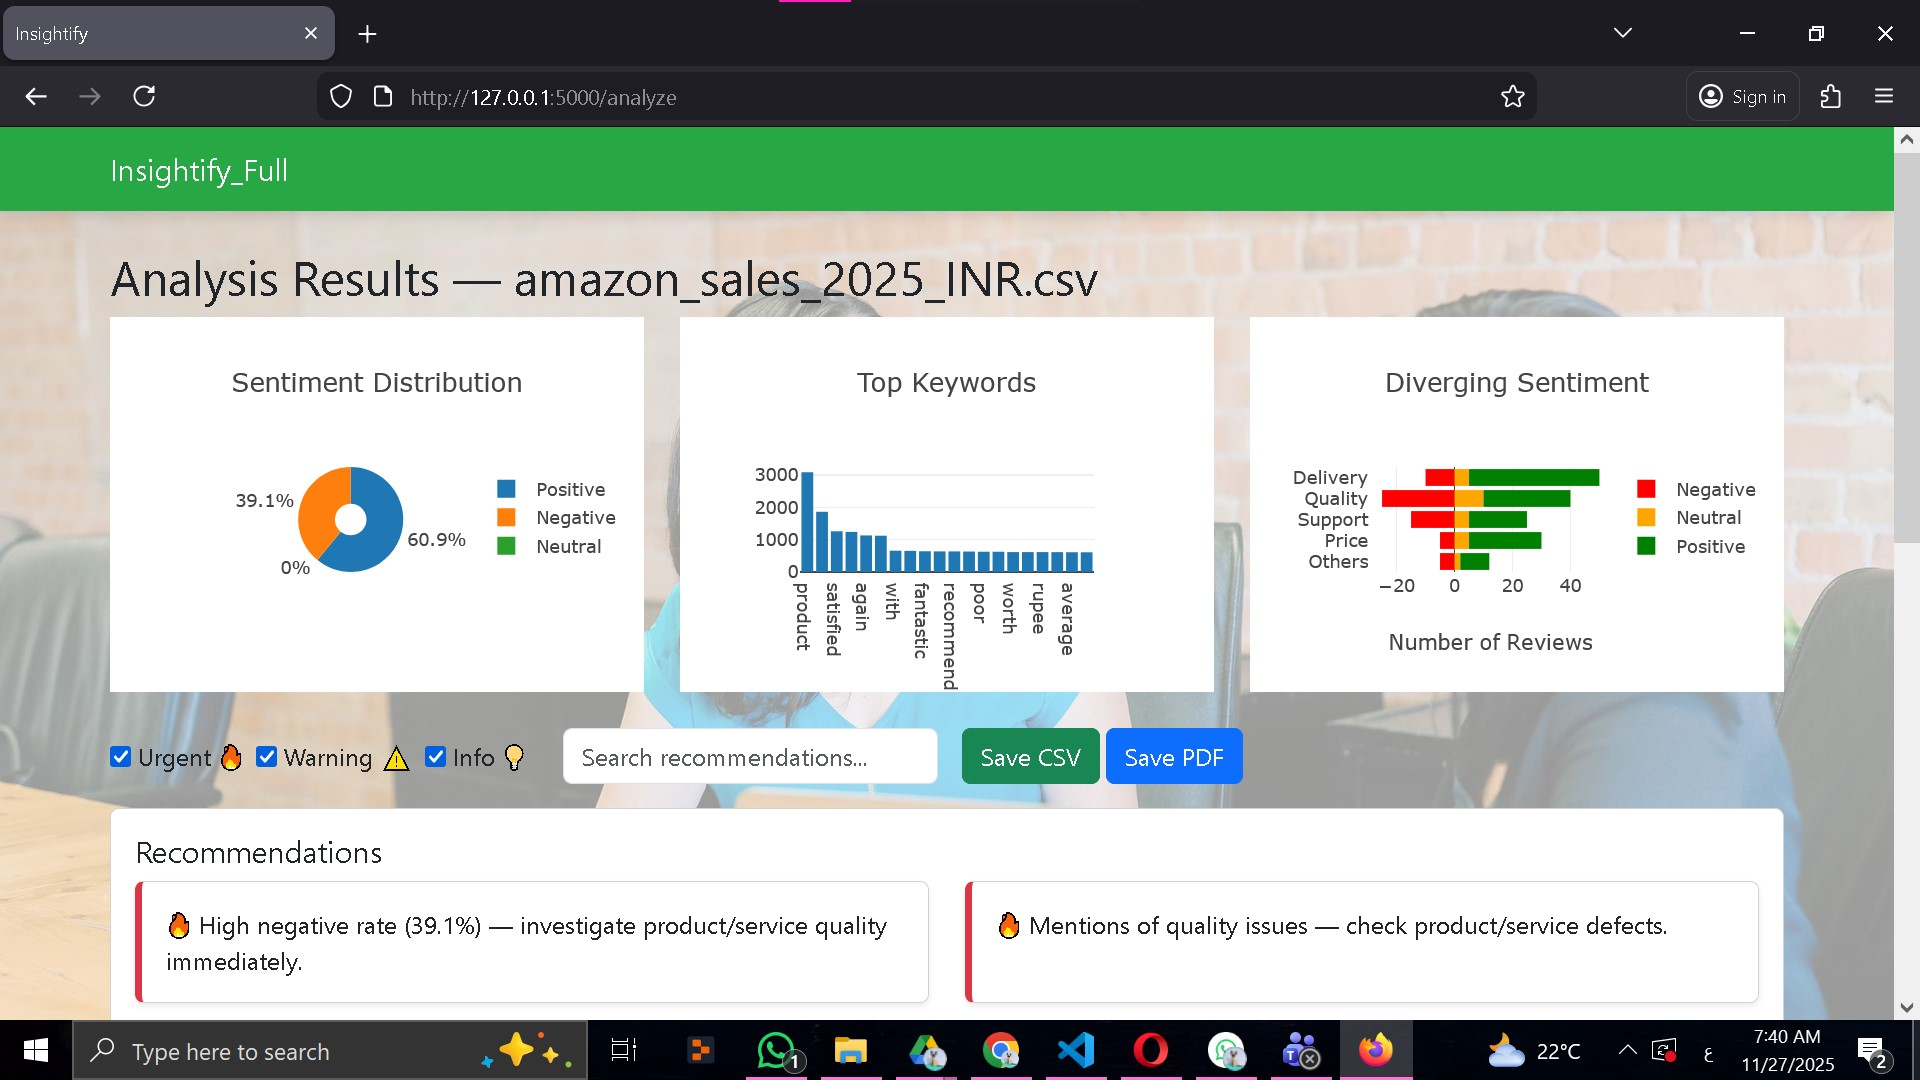 Insightify
http://127.0.0.1:5000/analyze
Sign in
Insightify_Full
Analysis Results — amazon_sales_2025_INR.csv
Sentiment Distribution
39.1%
60.9%
0%
Positive
Negative
Neutral
Top Keywords
3000
2000
1000
0
product
satisfied
again
with
fantastic
recommend
poor
worth
rupee
average
Diverging Sentiment
Delivery
Quality
Support
Price
Others
−20 0 20 40
Number of Reviews
Negative
Neutral
Positive
Urgent 🔥 Warning ⚠️ Info 💡 Search recommendations... Save CSV Save PDF
Recommendations
🔥 High negative rate (39.1%) — investigate product/service quality
immediately.
🔥 Mentions of quality issues — check product/service defects.
Type here to search
1
22°C
ع
7:40 AM
11/27/2025
2